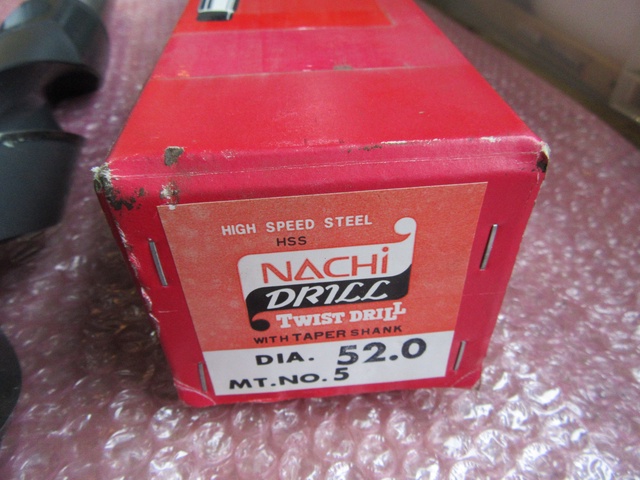 HIGH SPEED STEEL
HSS
NACHi
DRILL
TWIST DRILL
WITH TAPER SHANK
DIA. 52.0
MT.NO.5